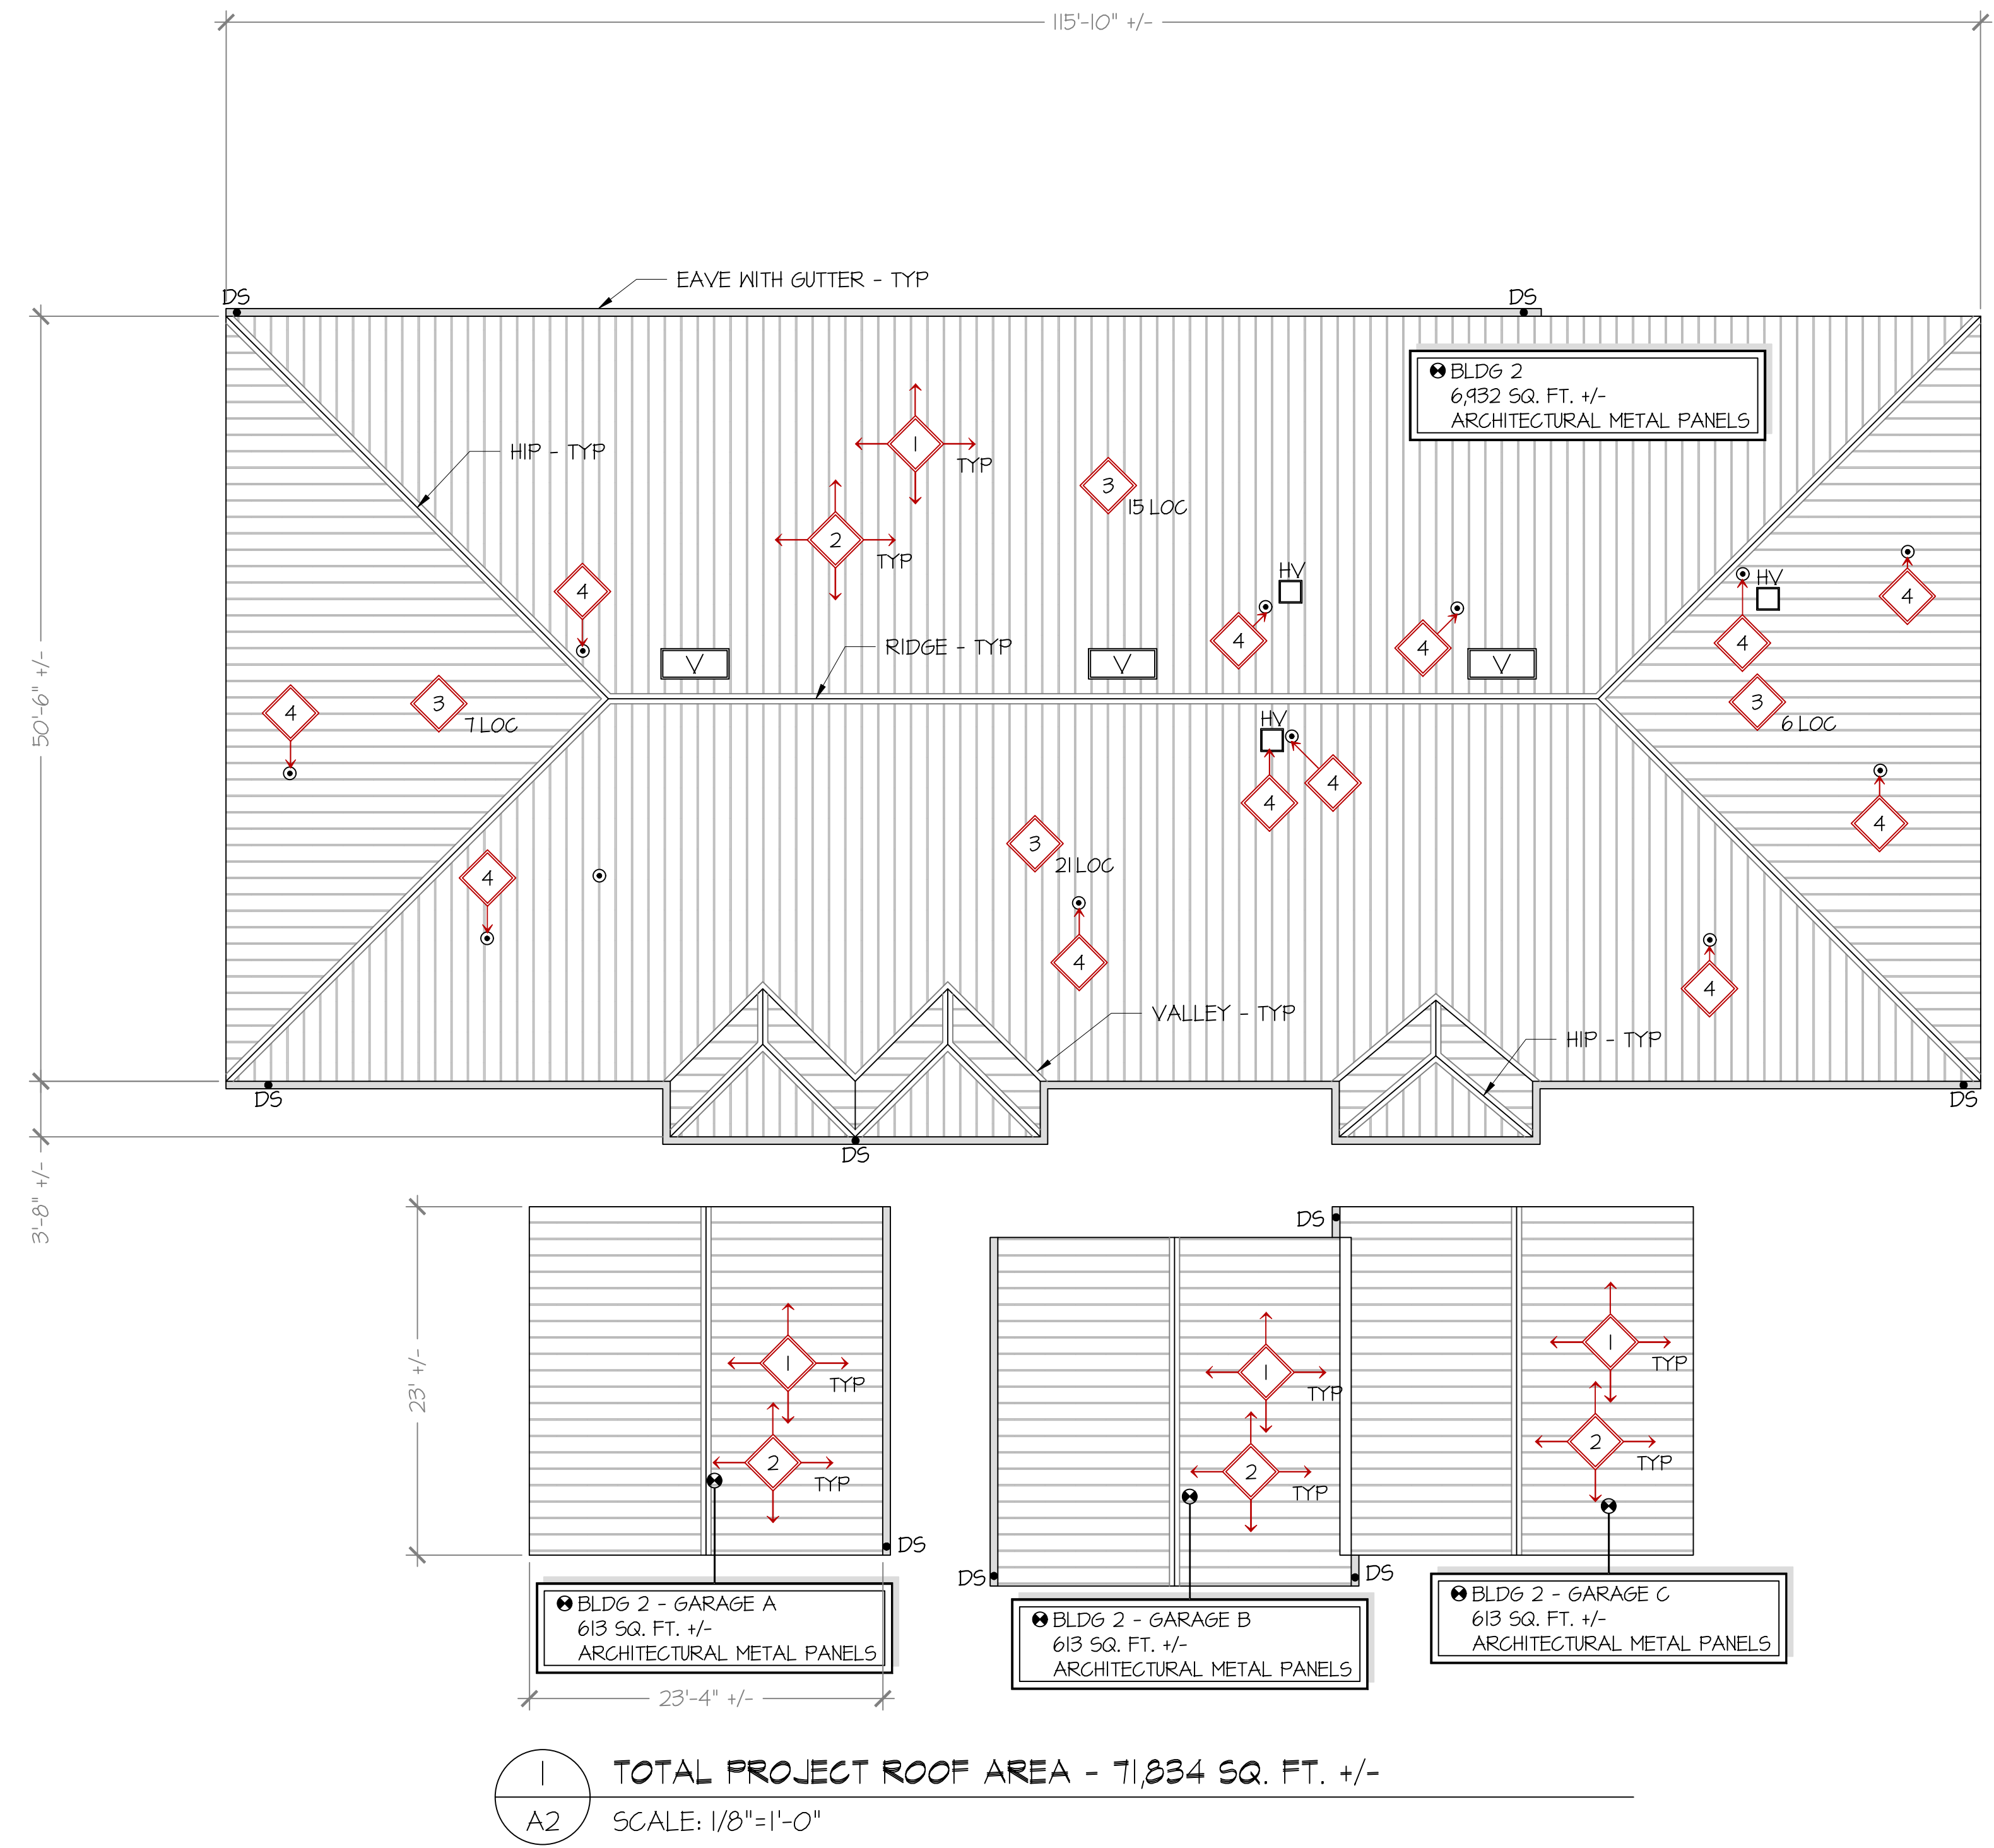 115'-10" +/-
EAVE WITH GUTTER - TYP
DS
DS
BLDG 2
6,932 SQ. FT. +/-
ARCHITECTURAL METAL PANELS
HIP - TYP
1
TYP
3
15 LOC
2
TYP
4
HV
HV
4
4
4
4
RIDGE - TYP
V
V
V
50'-6" +/-
4
3
7 LOC
3
6 LOC
HV
4
4
4
3
21 LOC
4
4
4
VALLEY - TYP
HIP - TYP
DS
DS
DS
3'-8" +/-
DS
23' +/-
1
TYP
2
TYP
DS
1
TYP
2
TYP
1
TYP
2
TYP
DS
DS
BLDG 2 - GARAGE A
613 SQ. FT. +/-
ARCHITECTURAL METAL PANELS
BLDG 2 - GARAGE B
613 SQ. FT. +/-
ARCHITECTURAL METAL PANELS
BLDG 2 - GARAGE C
613 SQ. FT. +/-
ARCHITECTURAL METAL PANELS
23'-4" +/-
1
A2
TOTAL PROJECT ROOF AREA - 71,834 SQ. FT. +/-
SCALE: 1/8"=1'-0"